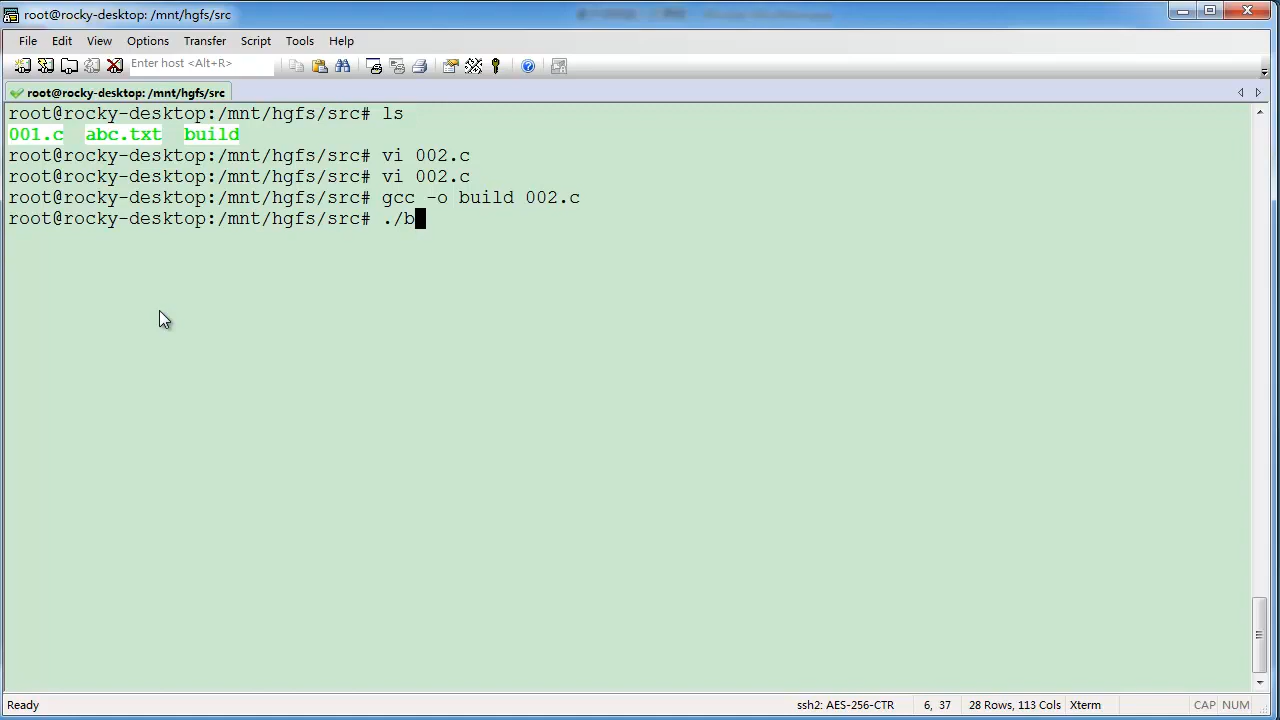 root@rocky-desktop: /mnt/hgfs/src
File Edit View Options Transfer Script Tools Help
Enter host <Alt+R>
root@rocky-desktop: /mnt/hgfs/src
root@rocky-desktop:/mnt/hgfs/src# ls
001.c abc.txt build
root@rocky-desktop:/mnt/hgfs/src# vi 002.c
root@rocky-desktop:/mnt/hgfs/src# vi 002.c
root@rocky-desktop:/mnt/hgfs/src# gcc -o build 002.c
root@rocky-desktop:/mnt/hgfs/src# ./b
Ready ssh2: AES-256-CTR 6, 37 28 Rows, 113 Cols Xterm CAP NUM